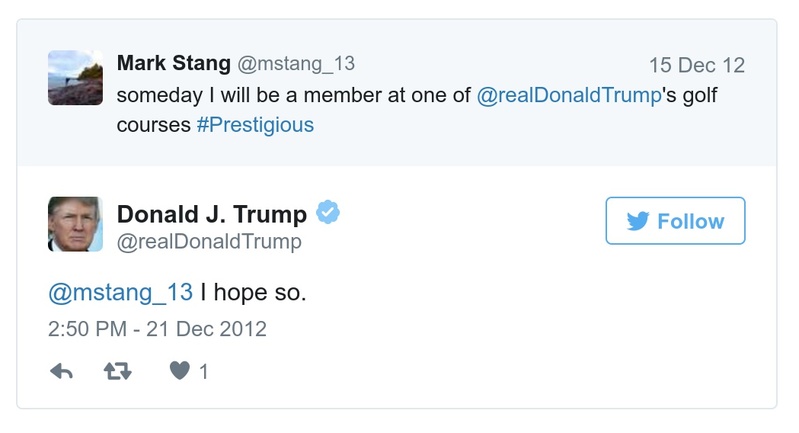 Mark Stang @mstang_13 15 Dec 12
someday I will be a member at one of @realDonaldTrump's golf
courses #Prestigious
Donald J. Trump
Follow
@realDonaldTrump
@mstang_13 I hope so.
2:50 PM - 21 Dec 2012
1